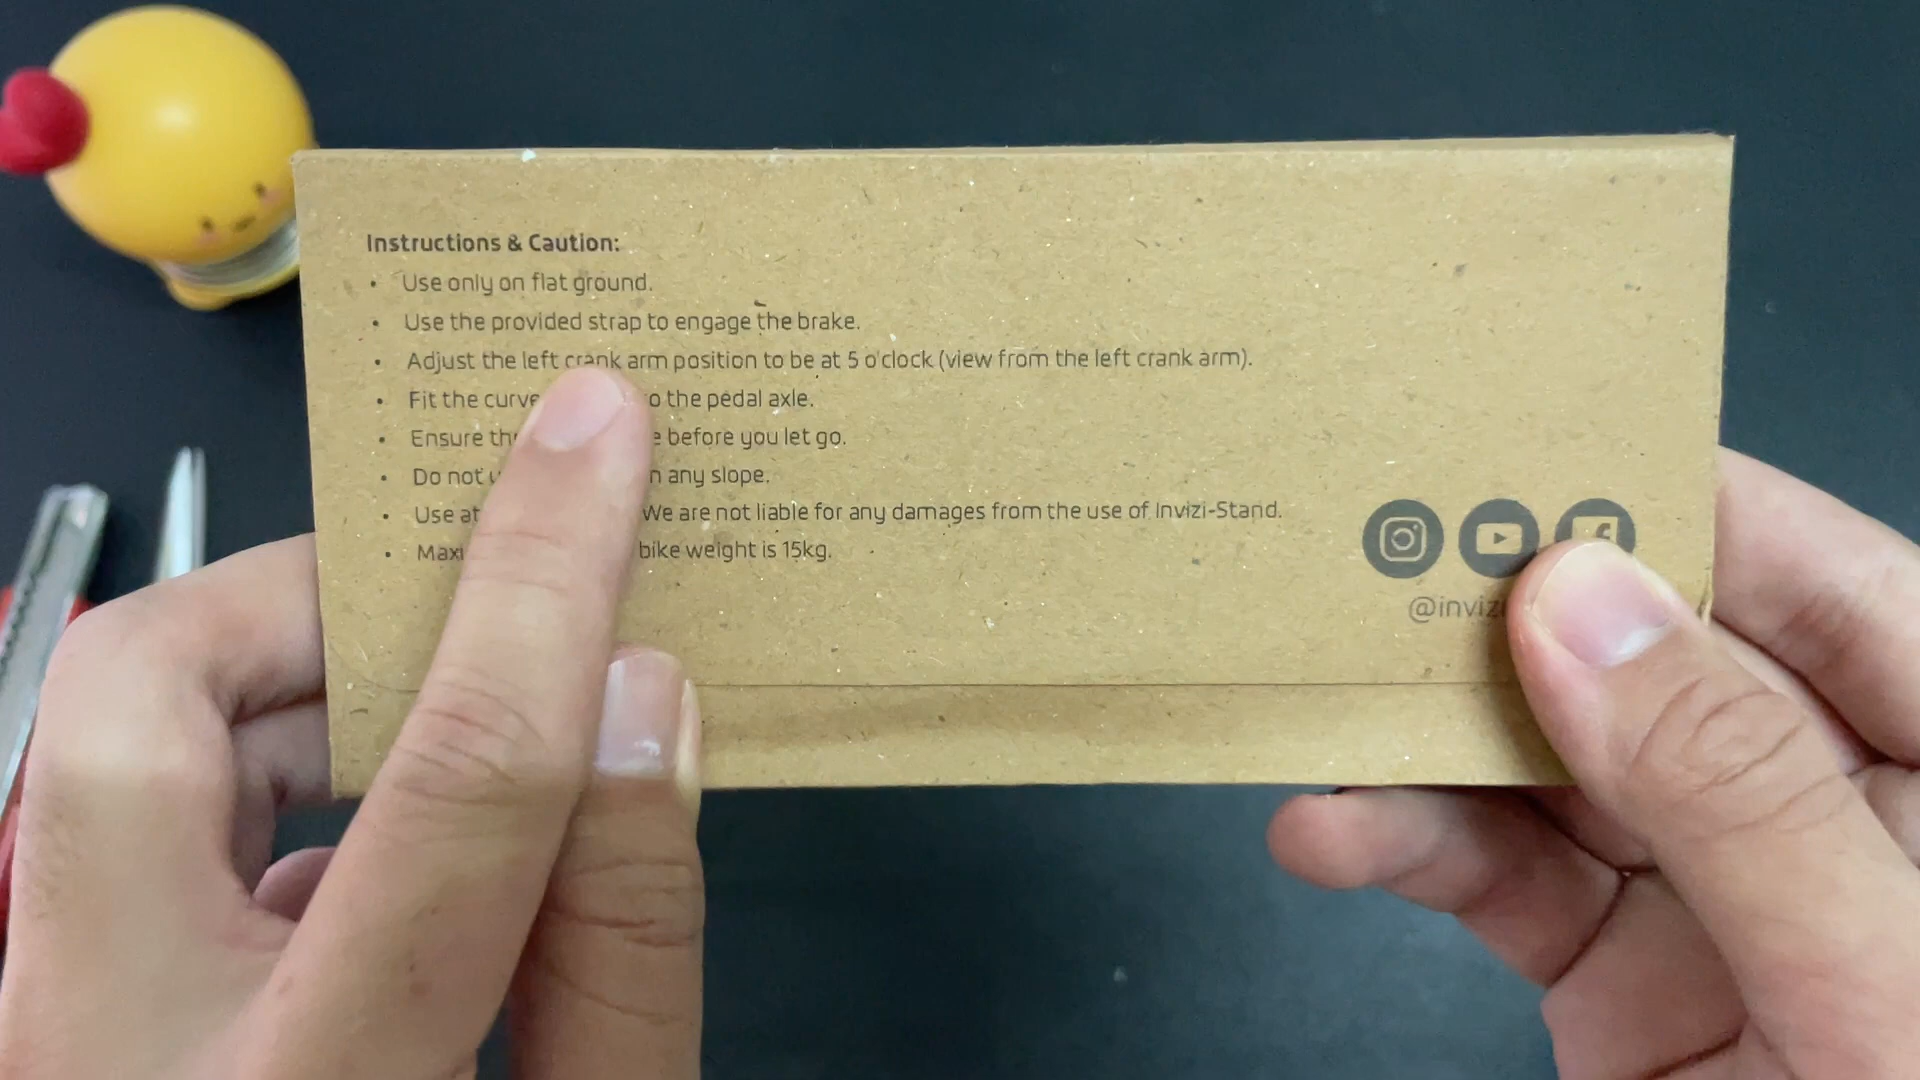 Instructions & Caution:
• Use only on flat ground.
• Use the provided strap to engage the brake.
• Adjust the left crank arm position to be at 5 o'clock (view from the left crank arm).
• Fit the curve to the pedal axle.
• Ensure before you let go.
• Do not any slope.
• Use at We are not liable for any damages from the use of Invizi-Stand.
• bike weight is 15kg.